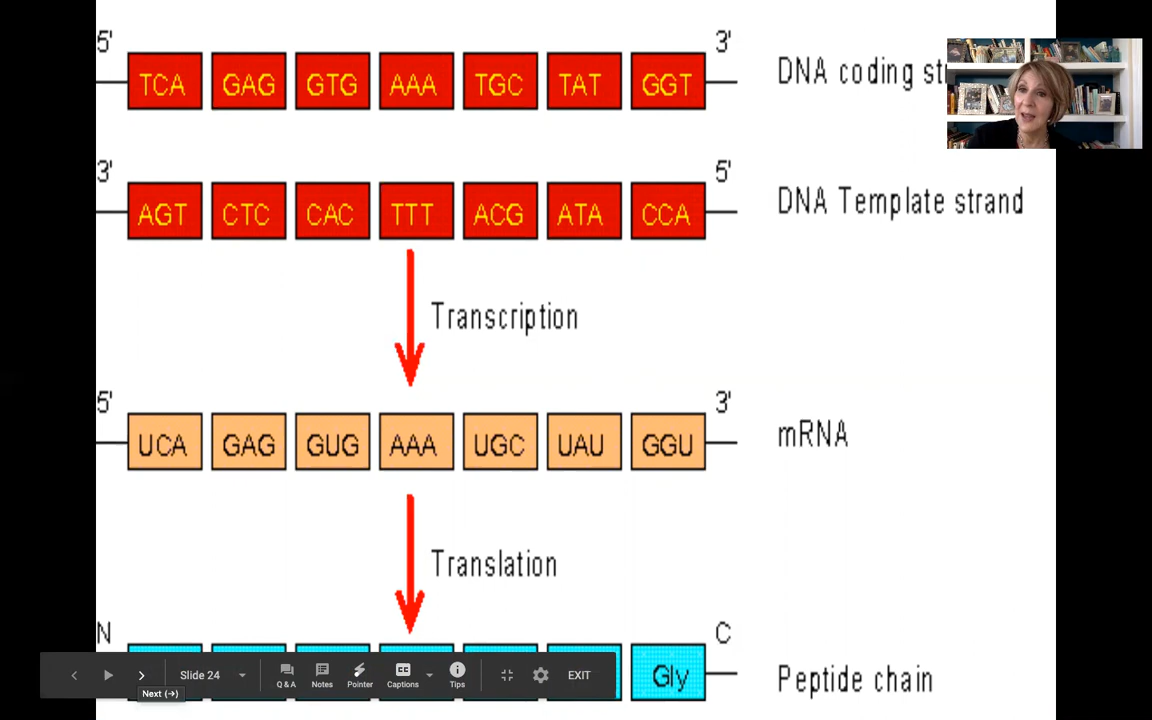 5' TCA GAG GTG AAA TGC TAT GGT 3' DNA coding
3' AGT CTC CAC TTT ACG ATA CCA 5' DNA Template strand
Transcription
5' UCA GAG GUG AAA UGC UAU GGU 3' mRNA
Translation
N Gly C Peptide chain
Slide 24 Q & A Notes Pointer CC Captions Tips EXIT
Next (→)